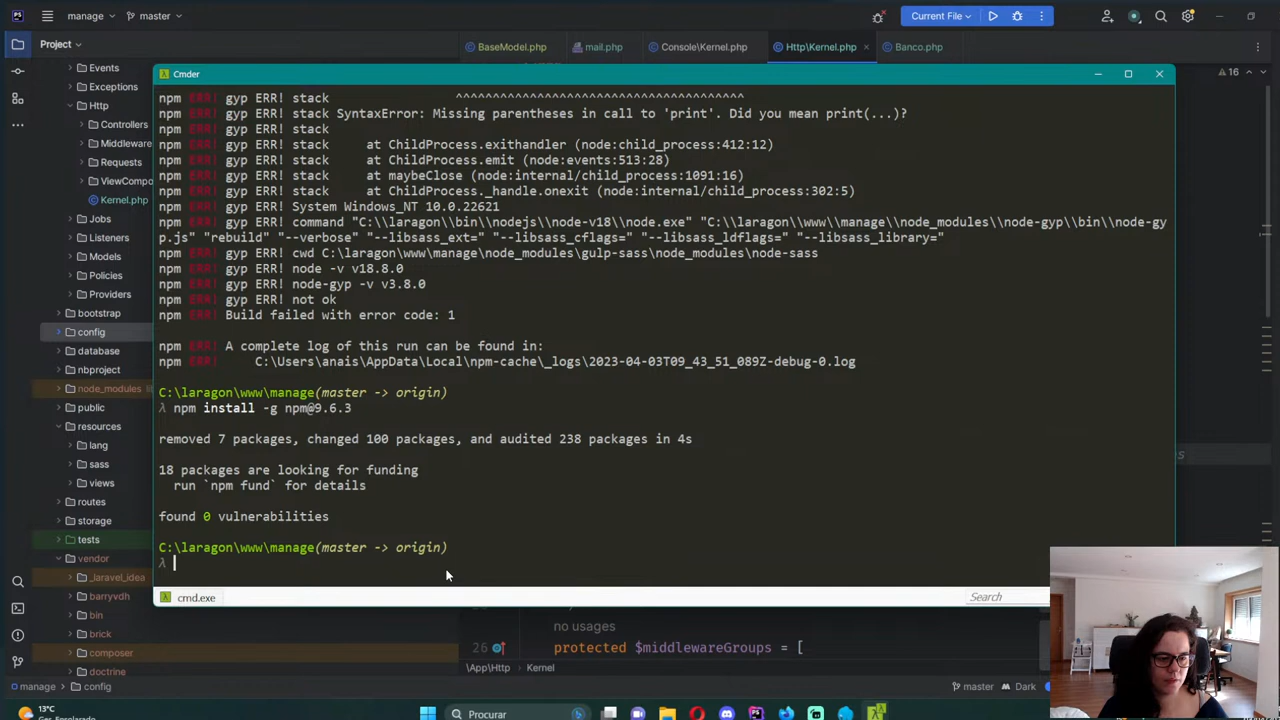 manage
master
Current File
Project
BaseModel.php
mail.php
Console\Kernel.php
Http\Kernel.php
Banco.php
16
Events
Exceptions
Http
Controllers
Middleware
Requests
ViewCompo
Kernel.php
Jobs
Listeners
Models
Policies
Providers
bootstrap
config
database
nbproject
node_modules
public
resources
lang
sass
views
routes
storage
tests
vendor
_laravel_idea
barryvdh
bin
brick
composer
doctrine
Cmder
npm ERR! gyp ERR! stack                 ^^^^^^^^^^^^^^^^^^^^^^^^^^^^^^^^^^^^^^^
npm ERR! gyp ERR! stack SyntaxError: Missing parentheses in call to 'print'. Did you mean print(...)?
npm ERR! gyp ERR! stack
npm ERR! gyp ERR! stack     at ChildProcess.exithandler (node:child_process:412:12)
npm ERR! gyp ERR! stack     at ChildProcess.emit (node:events:513:28)
npm ERR! gyp ERR! stack     at maybeClose (node:internal/child_process:1091:16)
npm ERR! gyp ERR! stack     at ChildProcess._handle.onexit (node:internal/child_process:302:5)
npm ERR! gyp ERR! System Windows_NT 10.0.22621
npm ERR! gyp ERR! command "C:\\laragon\\bin\\nodejs\\node-v18\\node.exe" "C:\\laragon\\www\\manage\\node_modules\\node-gyp\\bin\\node-gy
p.js" "rebuild" "--verbose" "--libsass_ext=" "--libsass_cflags=" "--libsass_ldflags=" "--libsass_library="
npm ERR! gyp ERR! cwd C:\laragon\www\manage\node_modules\gulp-sass\node_modules\node-sass
npm ERR! gyp ERR! node -v v18.8.0
npm ERR! gyp ERR! node-gyp -v v3.8.0
npm ERR! gyp ERR! not ok
npm ERR! Build failed with error code: 1
npm ERR! A complete log of this run can be found in:
npm ERR!     C:\Users\anais\AppData\Local\npm-cache\_logs\2023-04-03T09_43_51_089Z-debug-0.log
C:\laragon\www\manage(master -> origin)
λ npm install -g npm@9.6.3
removed 7 packages, changed 100 packages, and audited 238 packages in 4s
18 packages are looking for funding
run `npm fund` for details
found 0 vulnerabilities
C:\laragon\www\manage(master -> origin)
λ
cmd.exe
Search
no usages
26 protected $middlewareGroups = [
\App\Http Kernel
manage config
master
Dark
13°C
Procurar